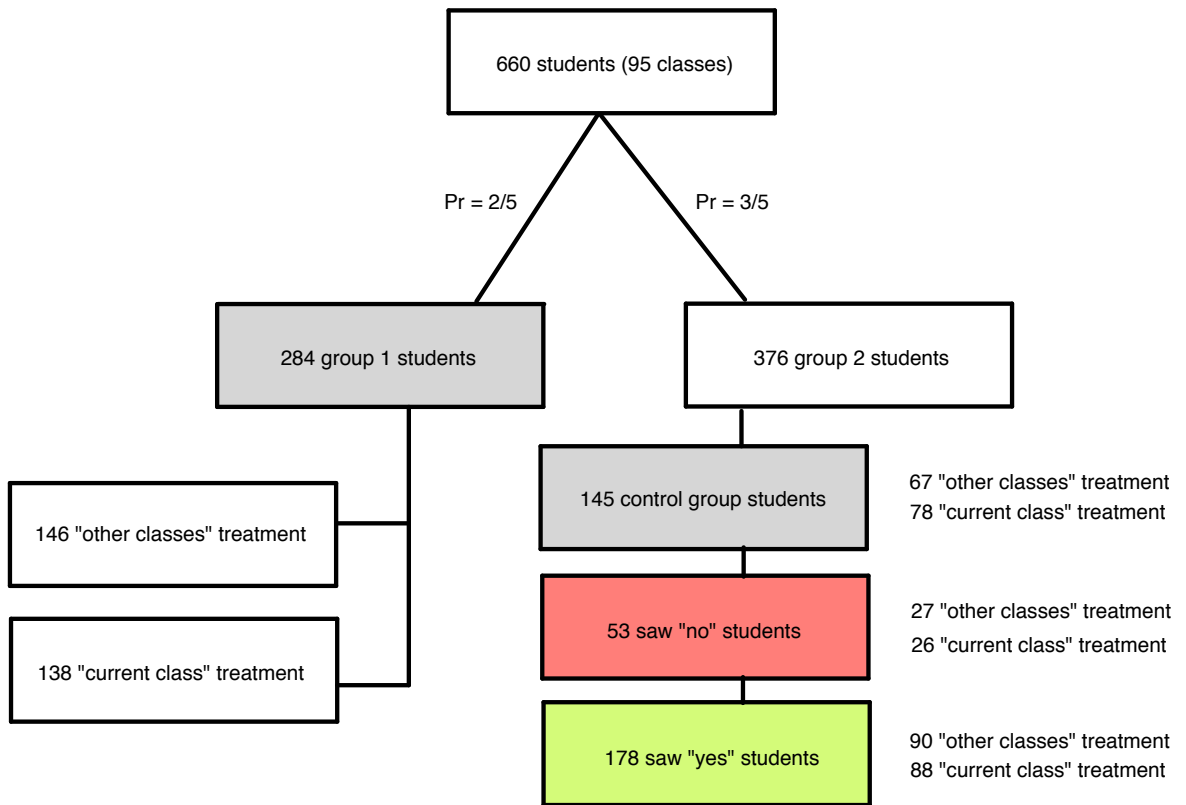 660 students (95 classes)
Pr = 2/5
Pr = 3/5
284 group 1 students
376 group 2 students
146 "other classes" treatment
138 "current class" treatment
145 control group students
67 "other classes" treatment
78 "current class" treatment
53 saw "no" students
27 "other classes" treatment
26 "current class" treatment
178 saw "yes" students
90 "other classes" treatment
88 "current class" treatment